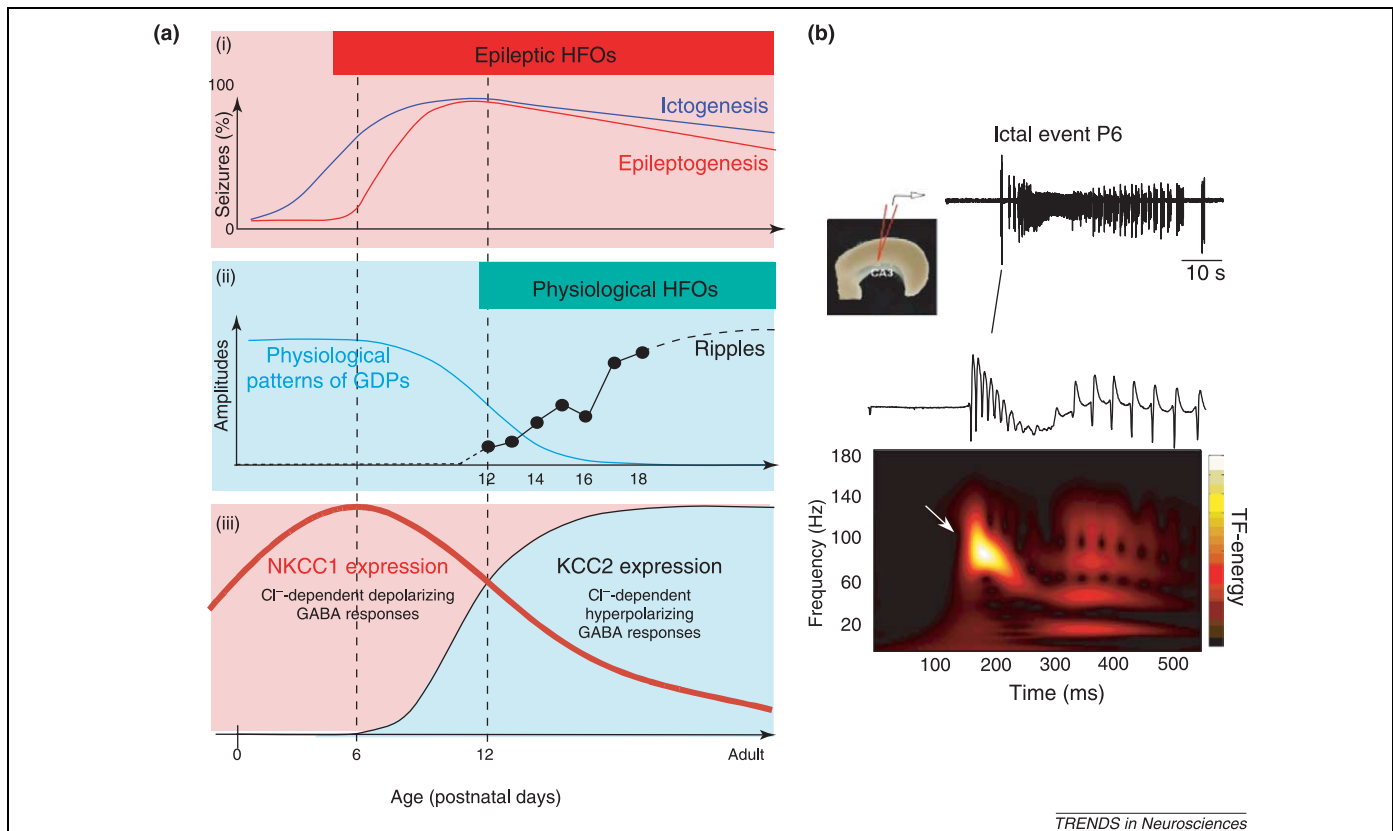 (a)
(i)
Epileptic HFOs
100
Seizures (%)
0
Ictogenesis
Epileptogenesis
(ii)
Physiological HFOs
Amplitudes
Physiological
patterns of GDPs
Ripples
12
14
16
18
(iii)
NKCC1 expression
Cl⁻-dependent depolarizing
GABA responses
KCC2 expression
Cl⁻-dependent
hyperpolarizing
GABA responses
0
6
12
Adult
Age (postnatal days)
(b)
Ictal event P6
CA3
10 s
180
140
100
60
20
Frequency (Hz)
100
200
300
400
500
Time (ms)
TF-energy
TRENDS in Neurosciences